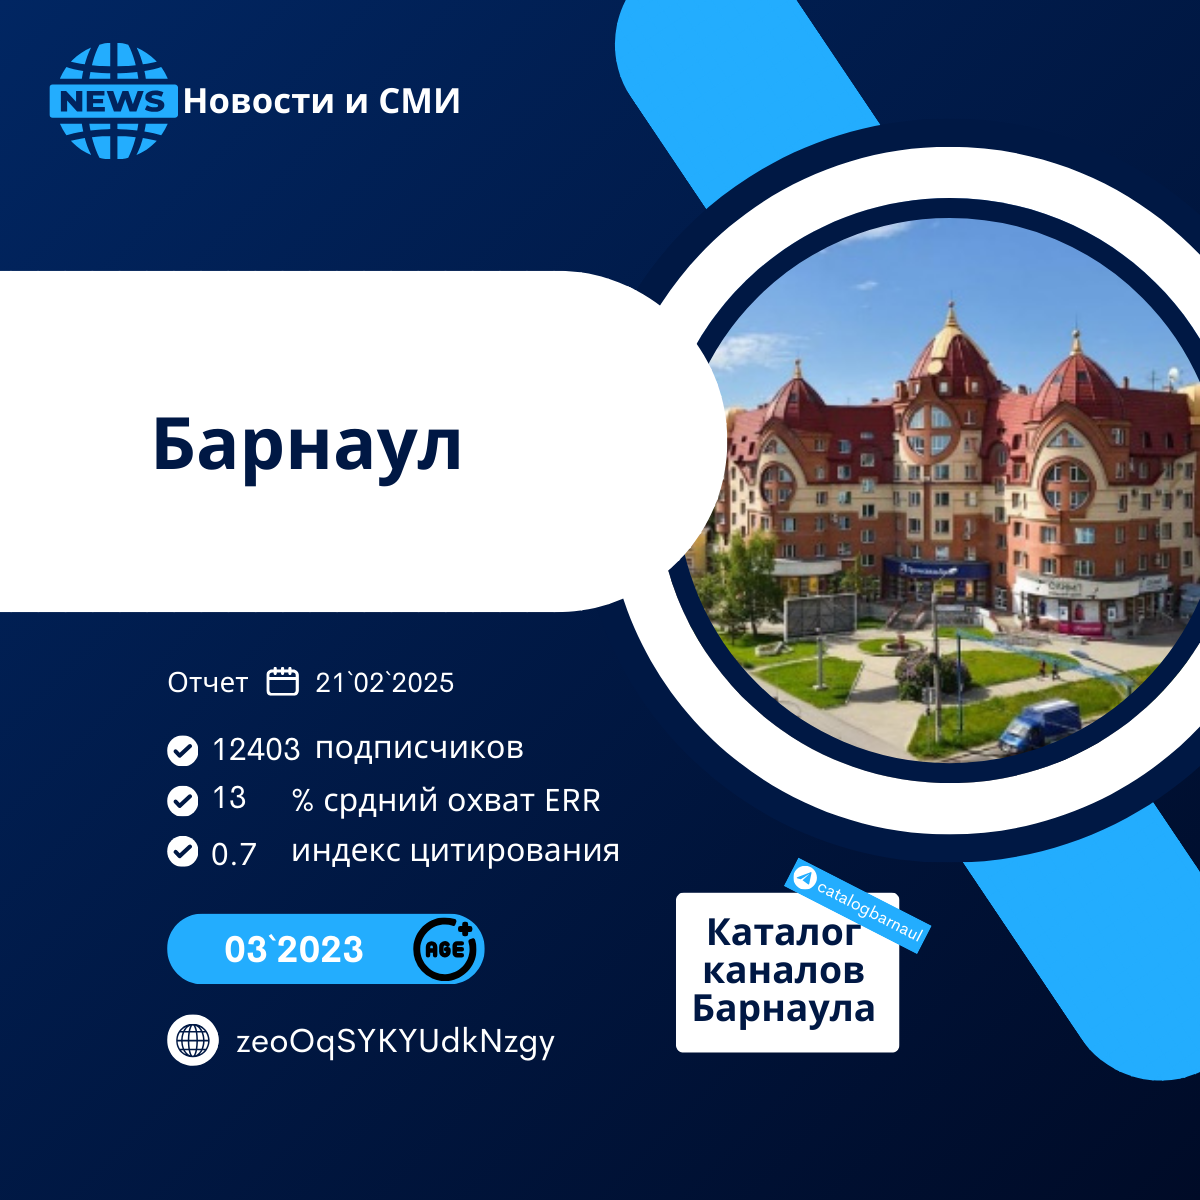 NEWS
Новости и СМИ
Барнаул
Отчет 21`02`2025
12403 подписчиков
13 % срдний охват ERR
0.7 индекс цитирования
03`2023 AGE+
zeoOqSYKYUdkNzgy
catalogbarnaul
Каталог
каналов
Барнаула